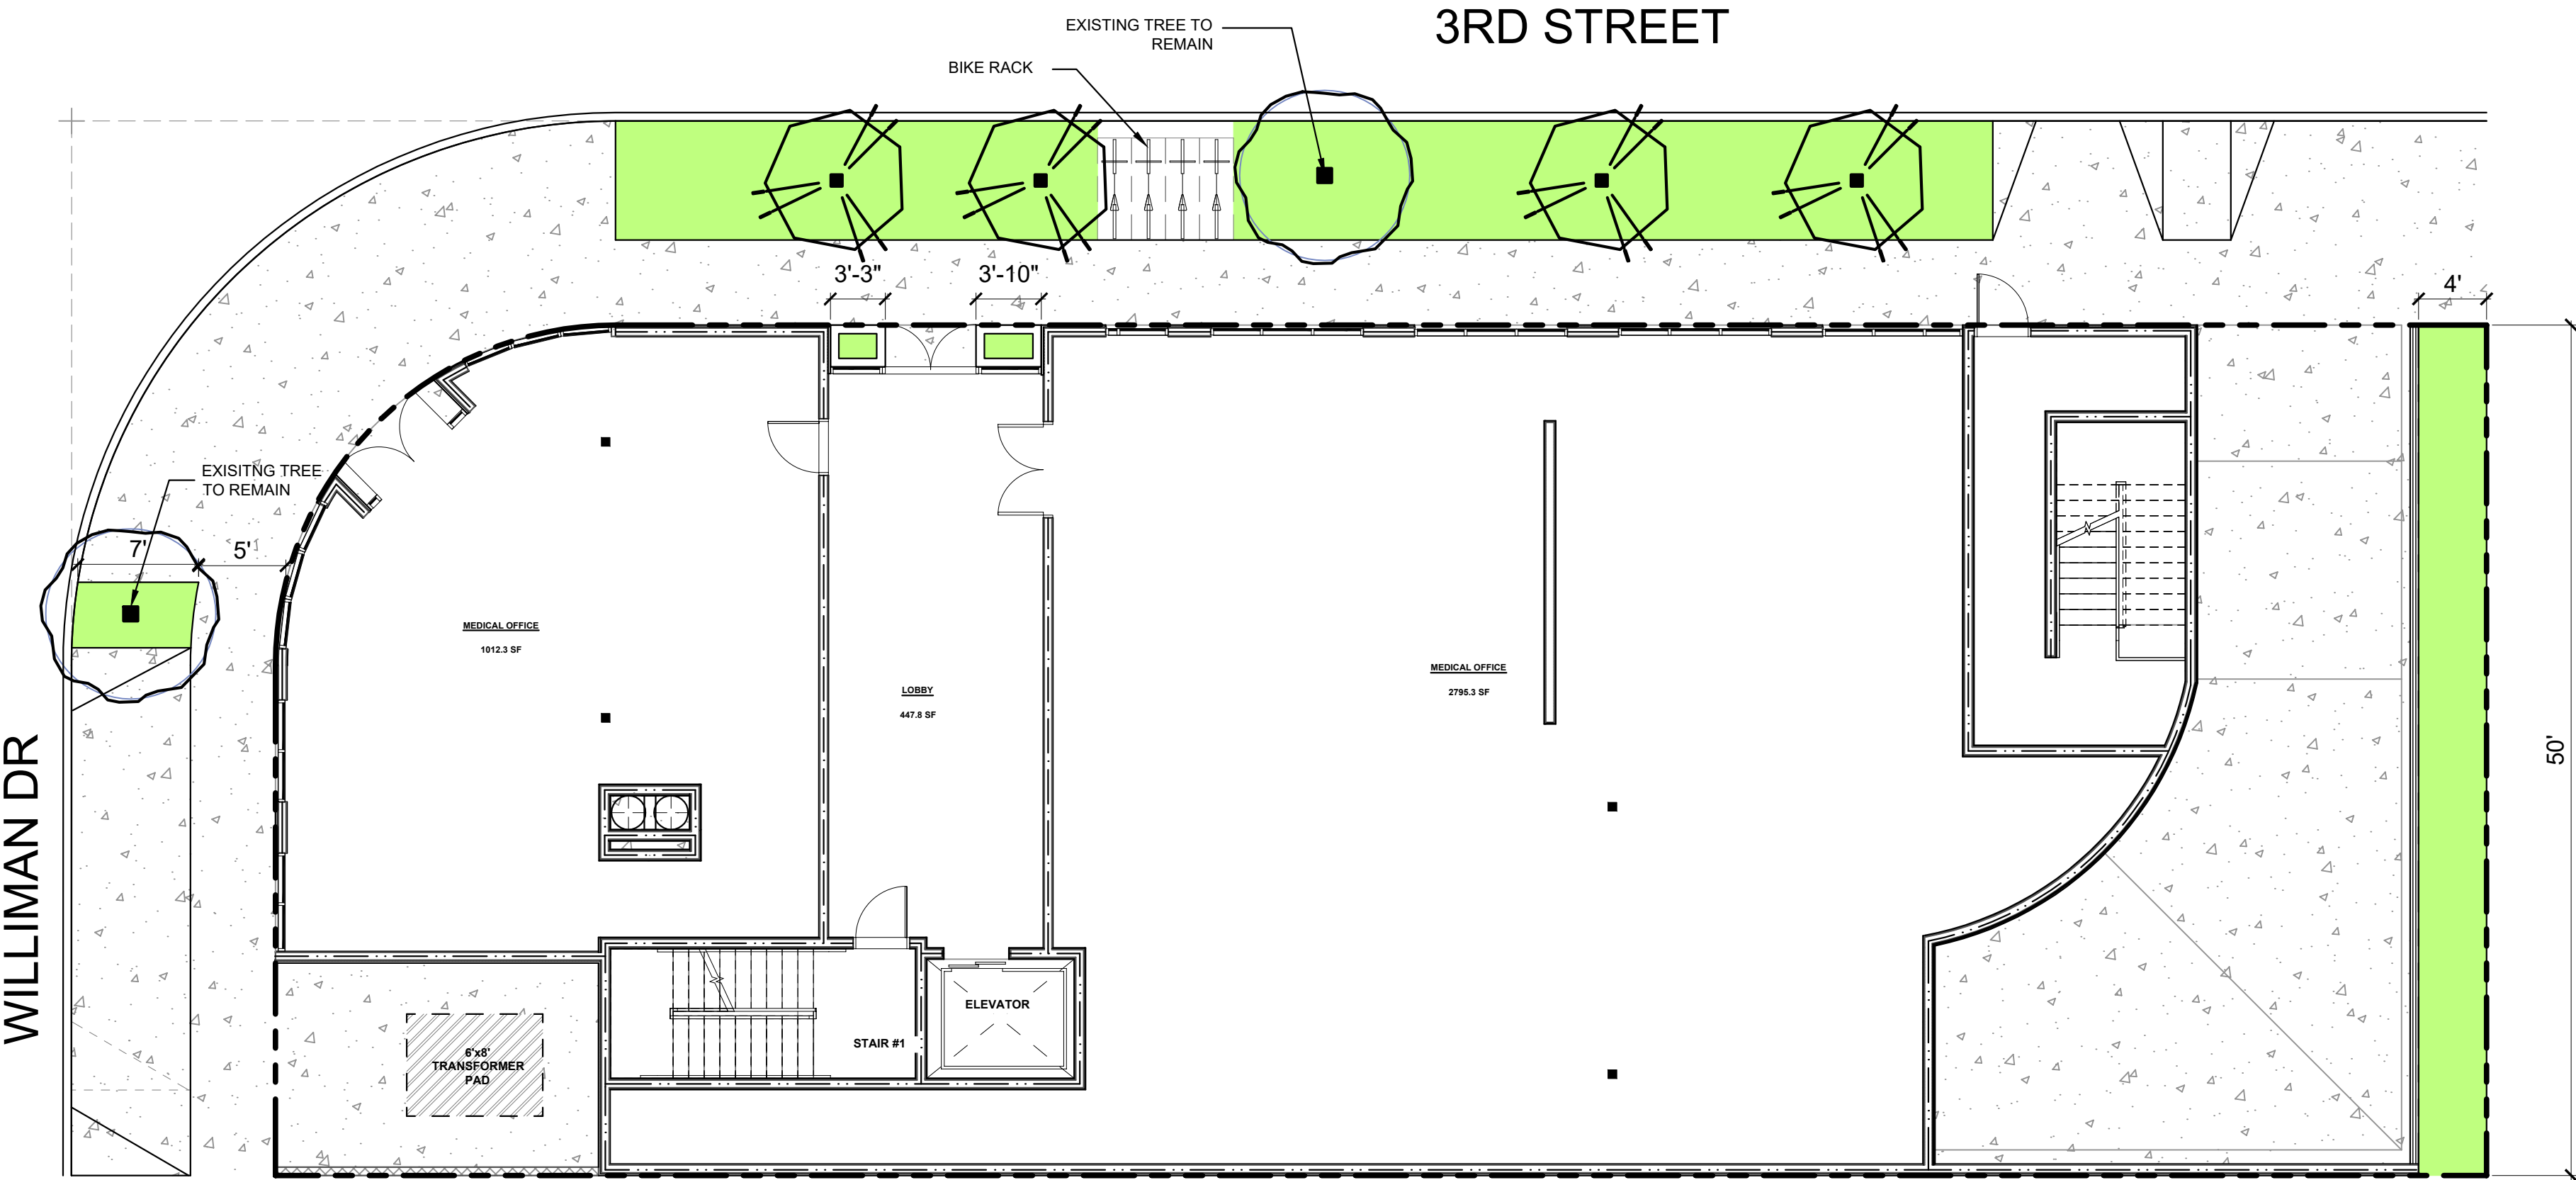 3RD STREET
EXISTING TREE TO
REMAIN
BIKE RACK
3'-3"
3'-10"
4'
EXISITNG TREE
TO REMAIN
7'
5'
MEDICAL OFFICE
1012.3 SF
LOBBY
447.8 SF
MEDICAL OFFICE
2795.3 SF
50'
WILLIMAN DR
ELEVATOR
STAIR #1
6'x8'
TRANSFORMER
PAD